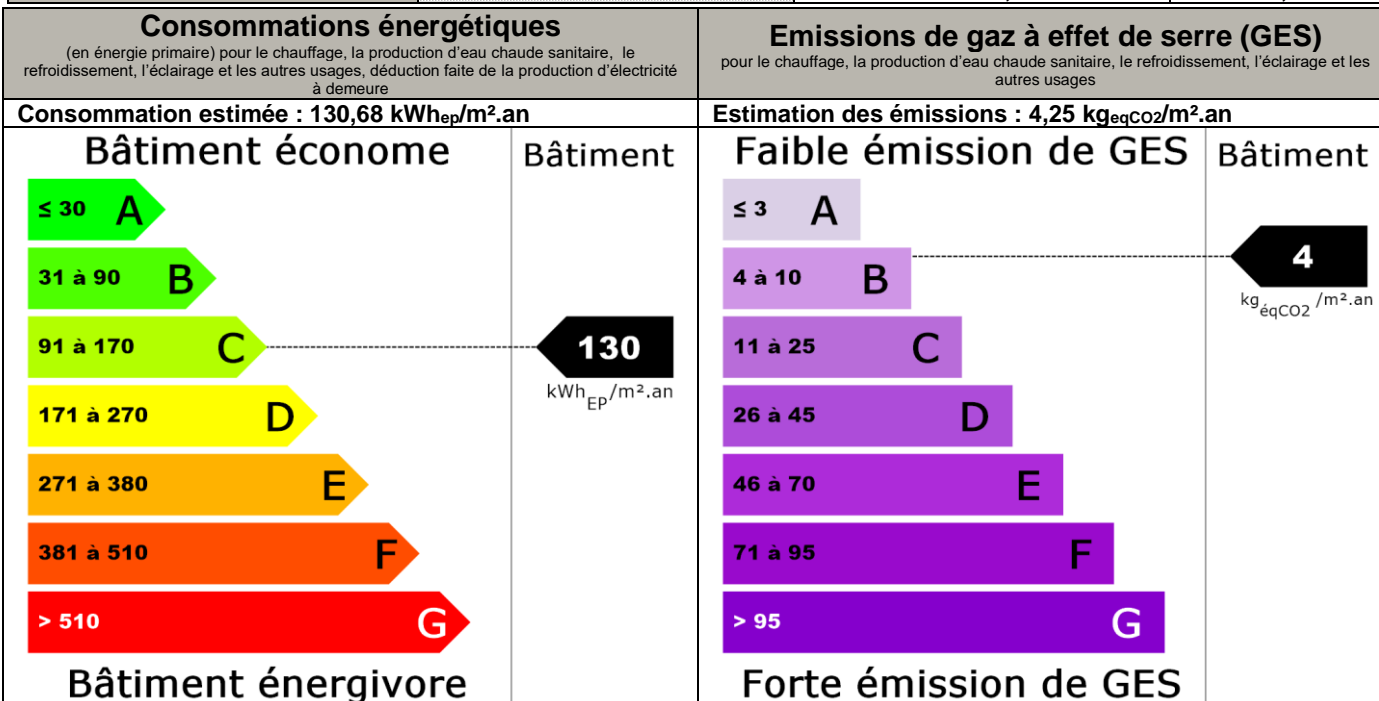 Consommations énergétiques
(en énergie primaire) pour le chauffage, la production d'eau chaude sanitaire, le
refroidissement, l'éclairage et les autres usages, déduction faite de la production d'électricité
à demeure
Consommation estimée : 130,68 kWhep/m².an
Bâtiment économe
Bâtiment
≤ 30 A
31 à 90 B
91 à 170 C
130
kWhEP/m².an
171 à 270 D
271 à 380 E
381 à 510 F
> 510 G
Bâtiment énergivore
Emissions de gaz à effet de serre (GES)
pour le chauffage, la production d'eau chaude sanitaire, le refroidissement, l'éclairage et les
autres usages
Estimation des émissions : 4,25 kgeqCO2/m².an
Faible émission de GES
Bâtiment
≤ 3 A
4
4 à 10 B
kgéqCO2/m².an
11 à 25 C
26 à 45 D
46 à 70 E
71 à 95 F
> 95 G
Forte émission de GES